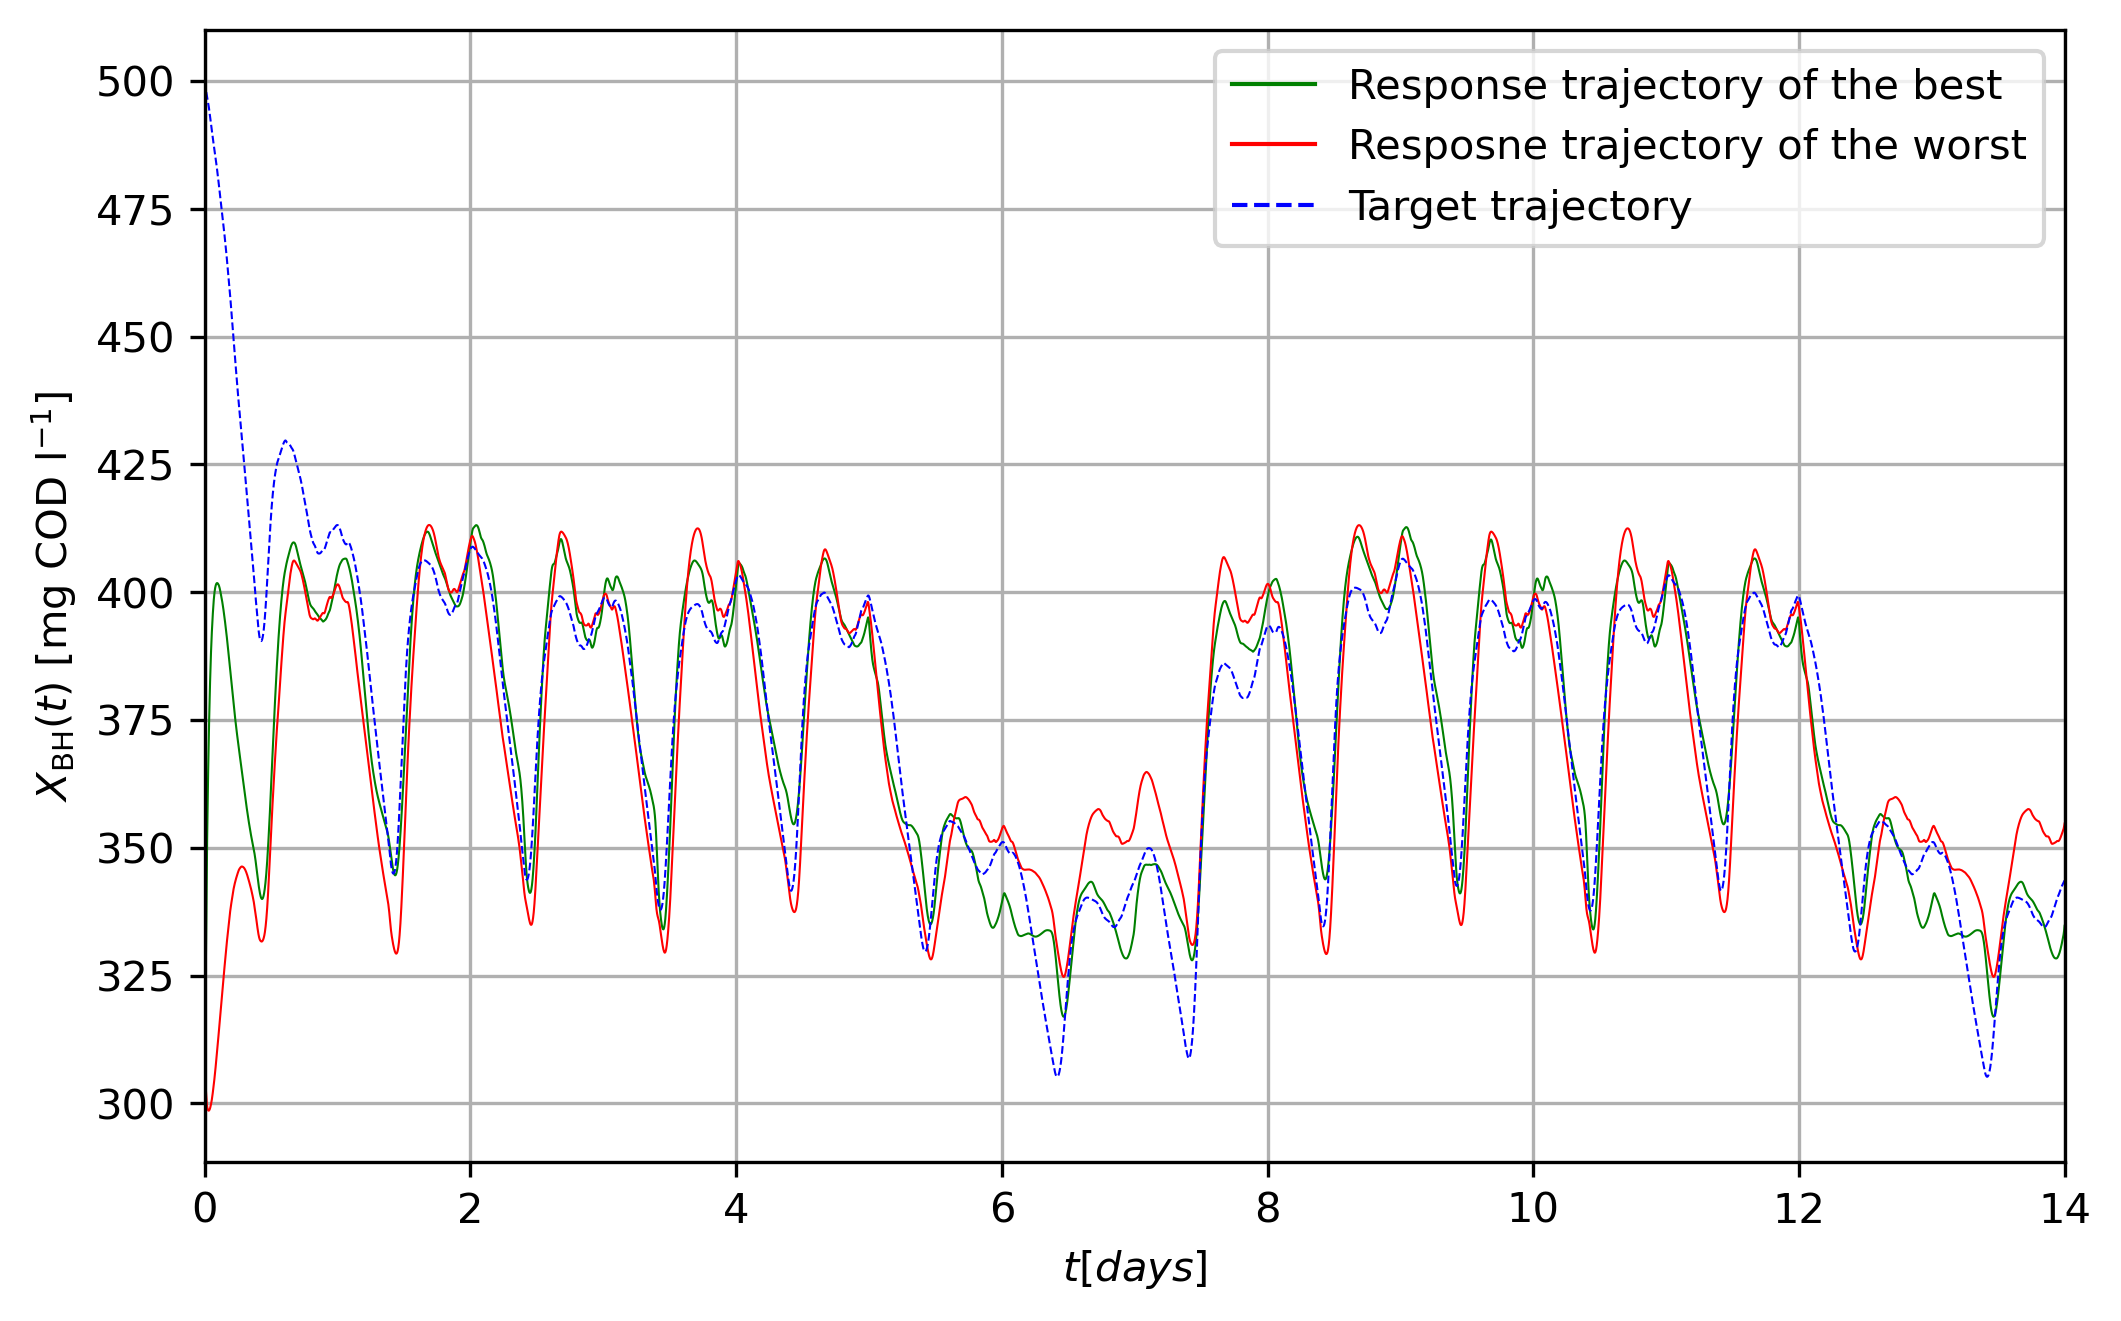 500
475
450
425
400
375
350
325
300
X_BH(t) [mg COD l⁻¹]
Response trajectory of the best
Resposne trajectory of the worst
Target trajectory
0 2 4 6 8 10 12 14
t[days]